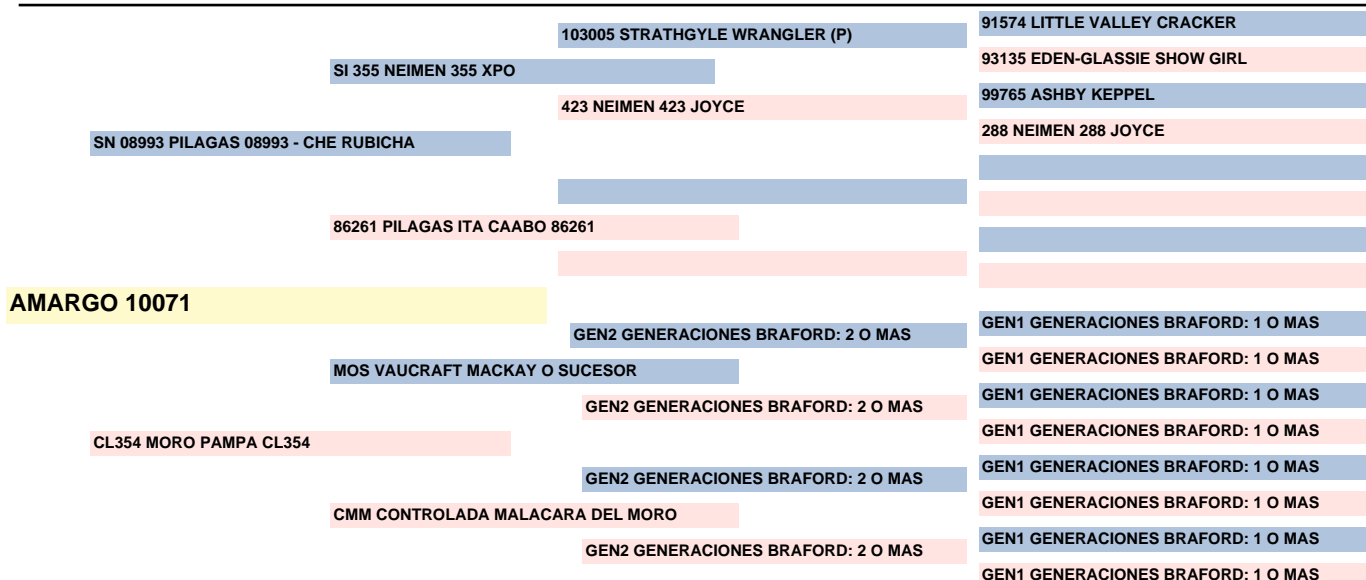 91574 LITTLE VALLEY CRACKER
103005 STRATHGYLE WRANGLER (P)
93135 EDEN-GLASSIE SHOW GIRL
SI 355 NEIMEN 355 XPO
99765 ASHBY KEPPEL
423 NEIMEN 423 JOYCE
288 NEIMEN 288 JOYCE
SN 08993 PILAGAS 08993 - CHE RUBICHA
86261 PILAGAS ITA CAABO 86261
AMARGO 10071
GEN1 GENERACIONES BRAFORD: 1 O MAS
GEN2 GENERACIONES BRAFORD: 2 O MAS
GEN1 GENERACIONES BRAFORD: 1 O MAS
MOS VAUCRAFT MACKAY O SUCESOR
GEN1 GENERACIONES BRAFORD: 1 O MAS
GEN2 GENERACIONES BRAFORD: 2 O MAS
GEN1 GENERACIONES BRAFORD: 1 O MAS
CL354 MORO PAMPA CL354
GEN1 GENERACIONES BRAFORD: 1 O MAS
GEN2 GENERACIONES BRAFORD: 2 O MAS
GEN1 GENERACIONES BRAFORD: 1 O MAS
CMM CONTROLADA MALACARA DEL MORO
GEN1 GENERACIONES BRAFORD: 1 O MAS
GEN2 GENERACIONES BRAFORD: 2 O MAS
GEN1 GENERACIONES BRAFORD: 1 O MAS